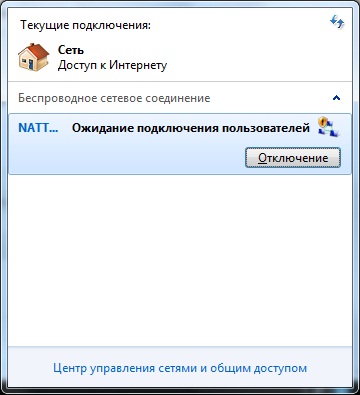 Текущие подключения:
Сеть
Доступ к Интернету
Беспроводное сетевое соединение
NATT... Ожидание подключения пользователей
Отключение
Центр управления сетями и общим доступом